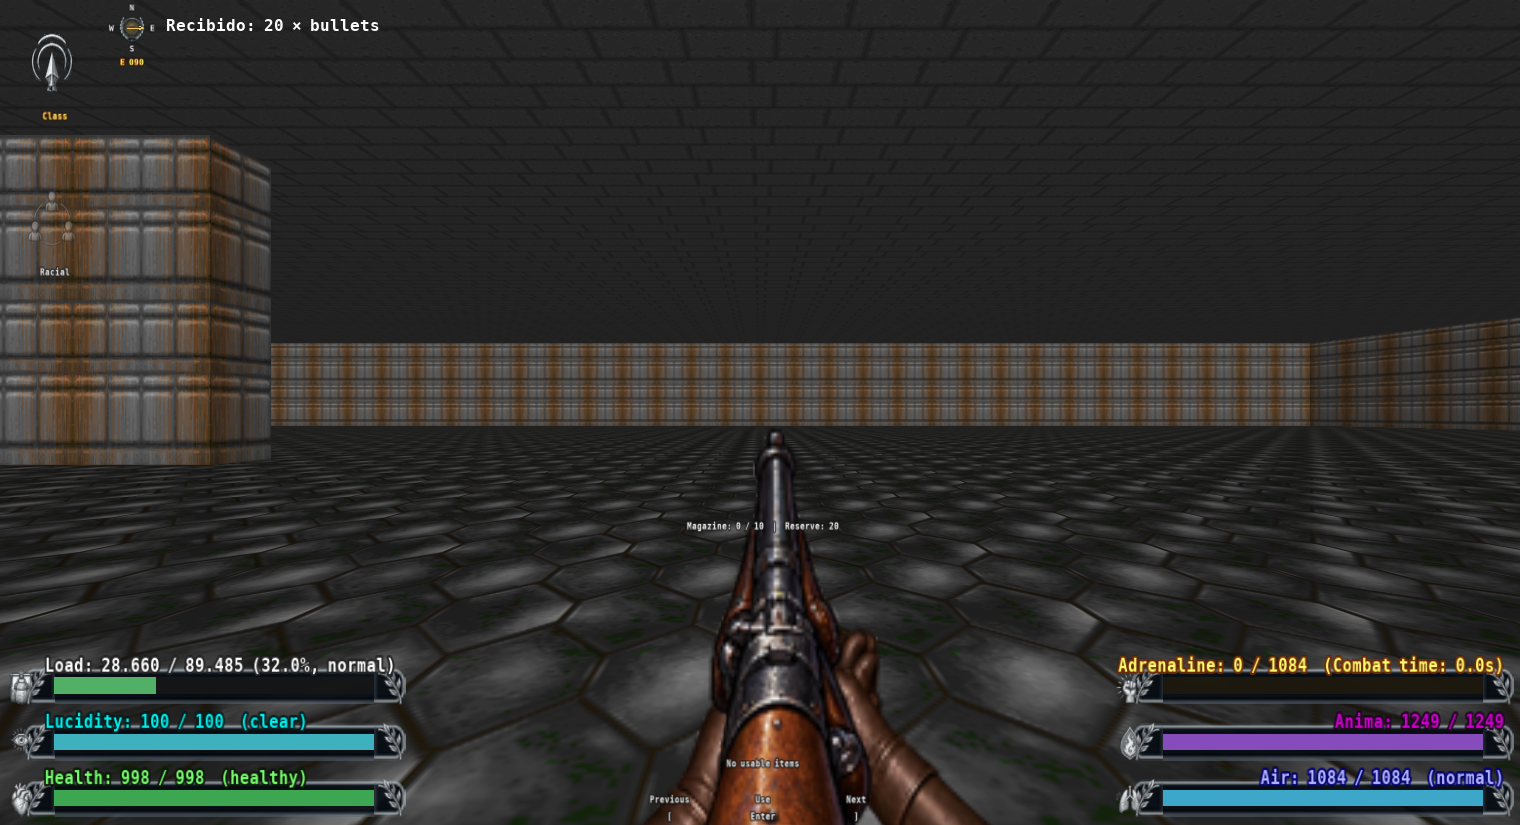 N
W E
S
E 090
Recibido: 20 × bullets
Class
Racial
Magazine: 0 / 10 | Reserve: 20
Load: 28.660 / 89.485 (32.0%, normal)
Lucidity: 100 / 100 (clear)
Health: 998 / 998 (healthy)
Adrenaline: 0 / 1084 (Combat time: 0.0s)
Anima: 1249 / 1249
Air: 1084 / 1084 (normal)
No usable items
Previous Use Next
[ Enter ]